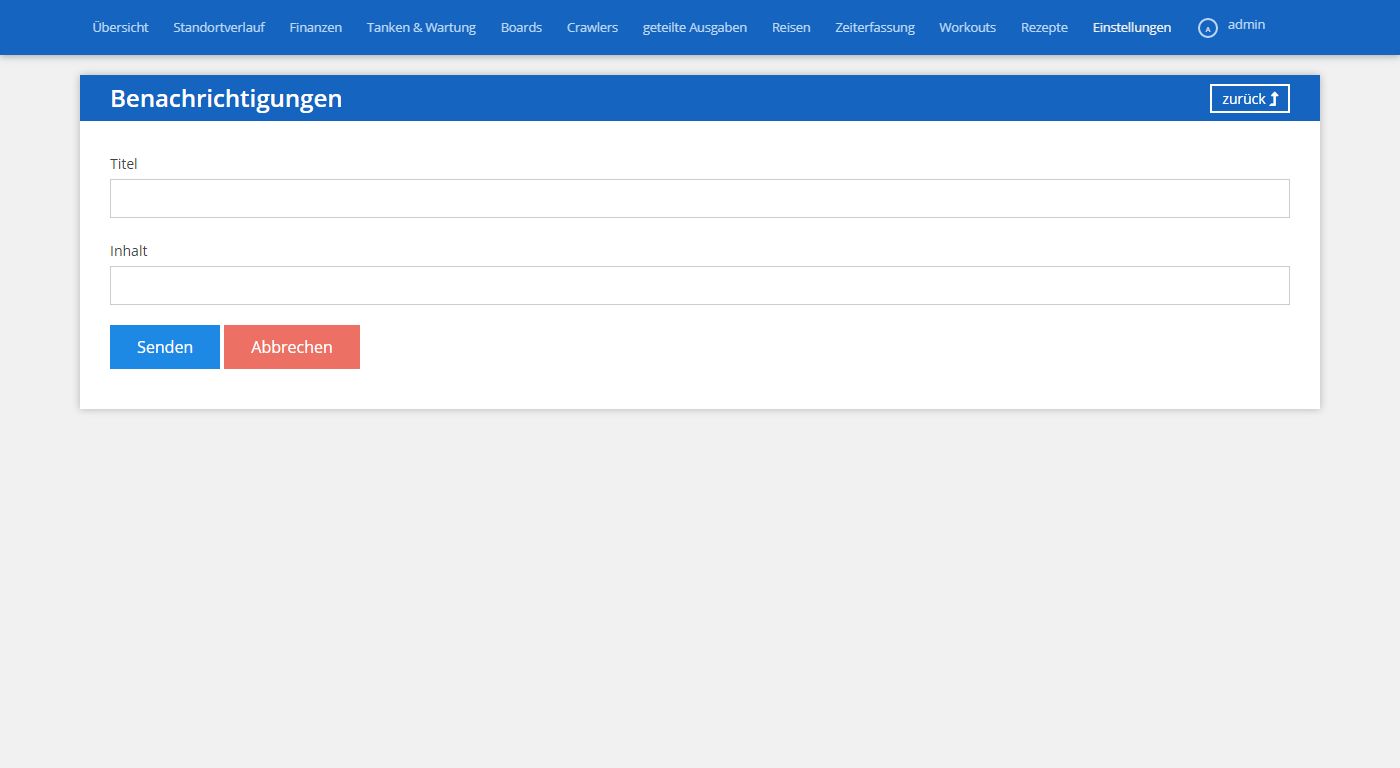 Übersicht Standortverlauf Finanzen Tanken & Wartung Boards Crawlers geteilte Ausgaben Reisen Zeiterfassung Workouts Rezepte Einstellungen A admin
Benachrichtigungen zurück
Titel
Inhalt
Senden Abbrechen